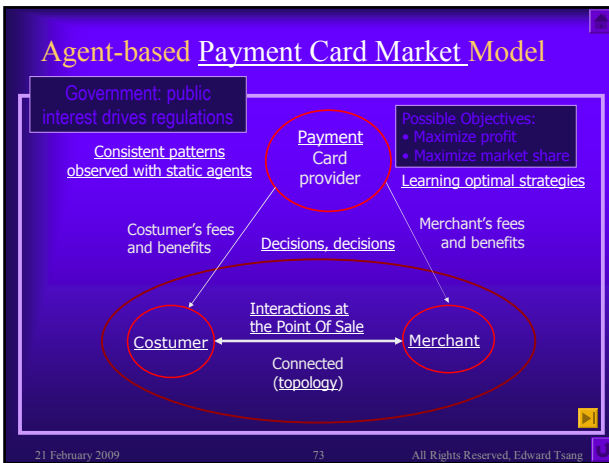 Agent-based Payment Card Market Model
Government: public
interest drives regulations
Possible Objectives:
• Maximize profit
• Maximize market share
Payment
Card
provider
Consistent patterns
observed with static agents
Learning optimal strategies
Costumer's fees
and benefits
Merchant's fees
and benefits
Decisions, decisions
Interactions at
the Point Of Sale
Costumer
Merchant
Connected
(topology)
21 February 2009
73
All Rights Reserved, Edward Tsang